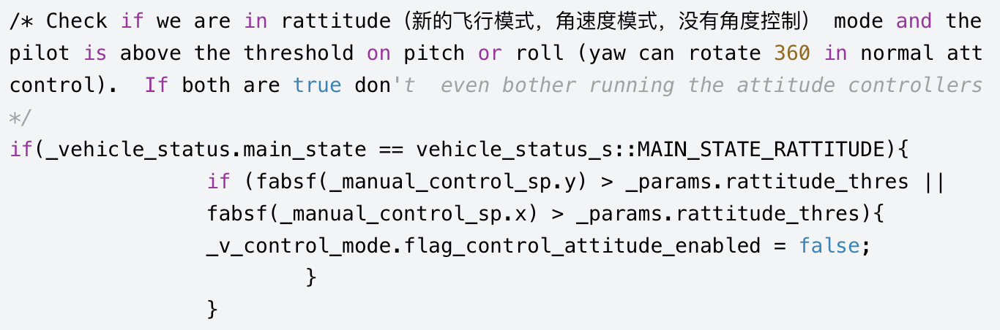 /* Check if we are in rattitude（新的飞行模式，角速度模式，没有角度控制） mode and the
pilot is above the threshold on pitch or roll (yaw can rotate 360 in normal att
control).  If both are true don't  even bother running the attitude controllers
*/
if(_vehicle_status.main_state == vehicle_status_s::MAIN_STATE_RATTITUDE){
                if (fabsf(_manual_control_sp.y) > _params.rattitude_thres ||
                fabsf(_manual_control_sp.x) > _params.rattitude_thres){
                _v_control_mode.flag_control_attitude_enabled = false;
                        }
                }